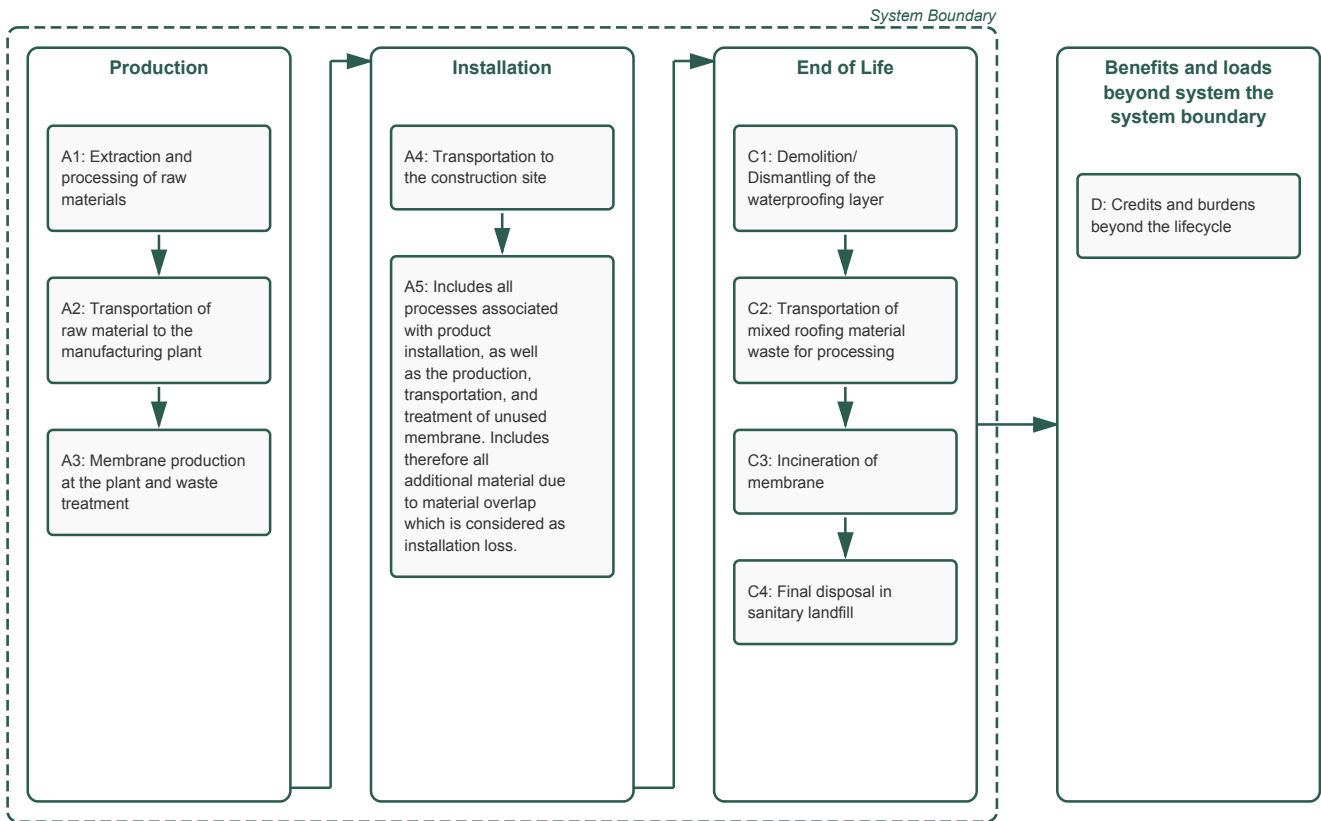 System Boundary
Production
A1: Extraction and
processing of raw
materials
A2: Transportation of
raw material to the
manufacturing plant
A3: Membrane production
at the plant and waste
treatment
Installation
A4: Transportation to
the construction site
A5: Includes all
processes associated
with product
installation, as well
as the production,
transportation, and
treatment of unused
membrane. Includes
therefore all
additional material due
to material overlap
which is considered as
installation loss.
End of Life
C1: Demolition/
Dismantling of the
waterproofing layer
C2: Transportation of
mixed roofing material
waste for processing
C3: Incineration of
membrane
C4: Final disposal in
sanitary landfill
Benefits and loads
beyond system the
system boundary
D: Credits and burdens
beyond the lifecycle